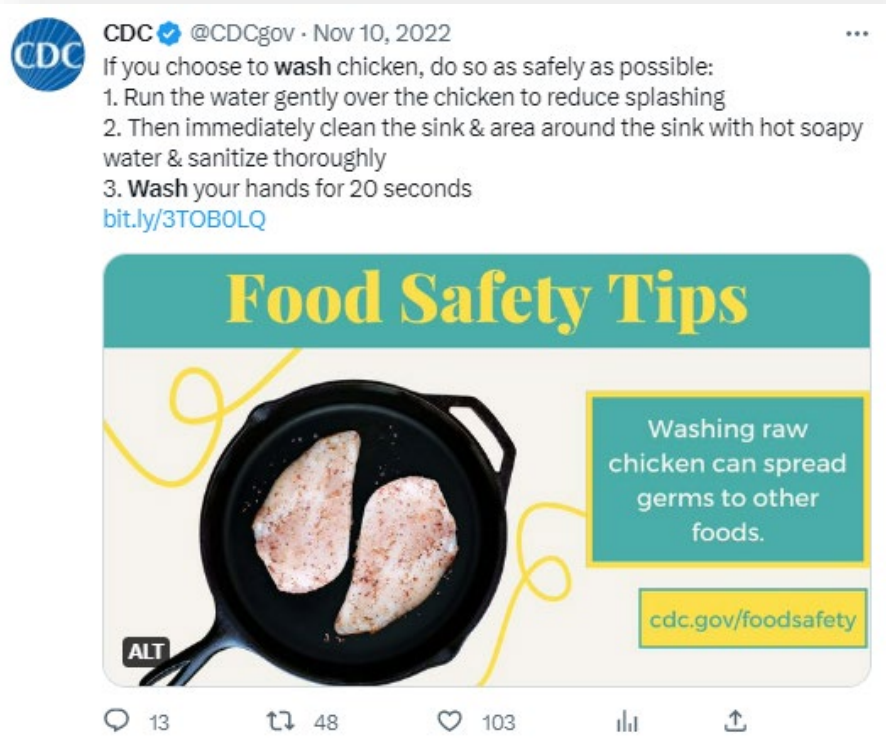 CDC @CDCgov · Nov 10, 2022
CDC
If you choose to wash chicken, do so as safely as possible:
1. Run the water gently over the chicken to reduce splashing
2. Then immediately clean the sink & area around the sink with hot soapy
water & sanitize thoroughly
3. Wash your hands for 20 seconds
bit.ly/3TOB0LQ
Food Safety Tips
Washing raw
chicken can spread
germs to other
foods.
cdc.gov/foodsafety
ALT
13 48 103